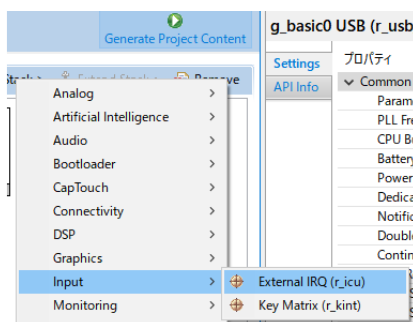 Generate Project Content
g_basic0 USB (r_usb
Settings
API Info
プロパティ
Common
Param
PLL Fre
CPU B
Battery
Power
Dedica
Notific
Double
Contin
Analog
Artificial Intelligence
Audio
Bootloader
CapTouch
Connectivity
DSP
Graphics
Input
Monitoring
External IRQ (r_icu)
Key Matrix (r_kint)